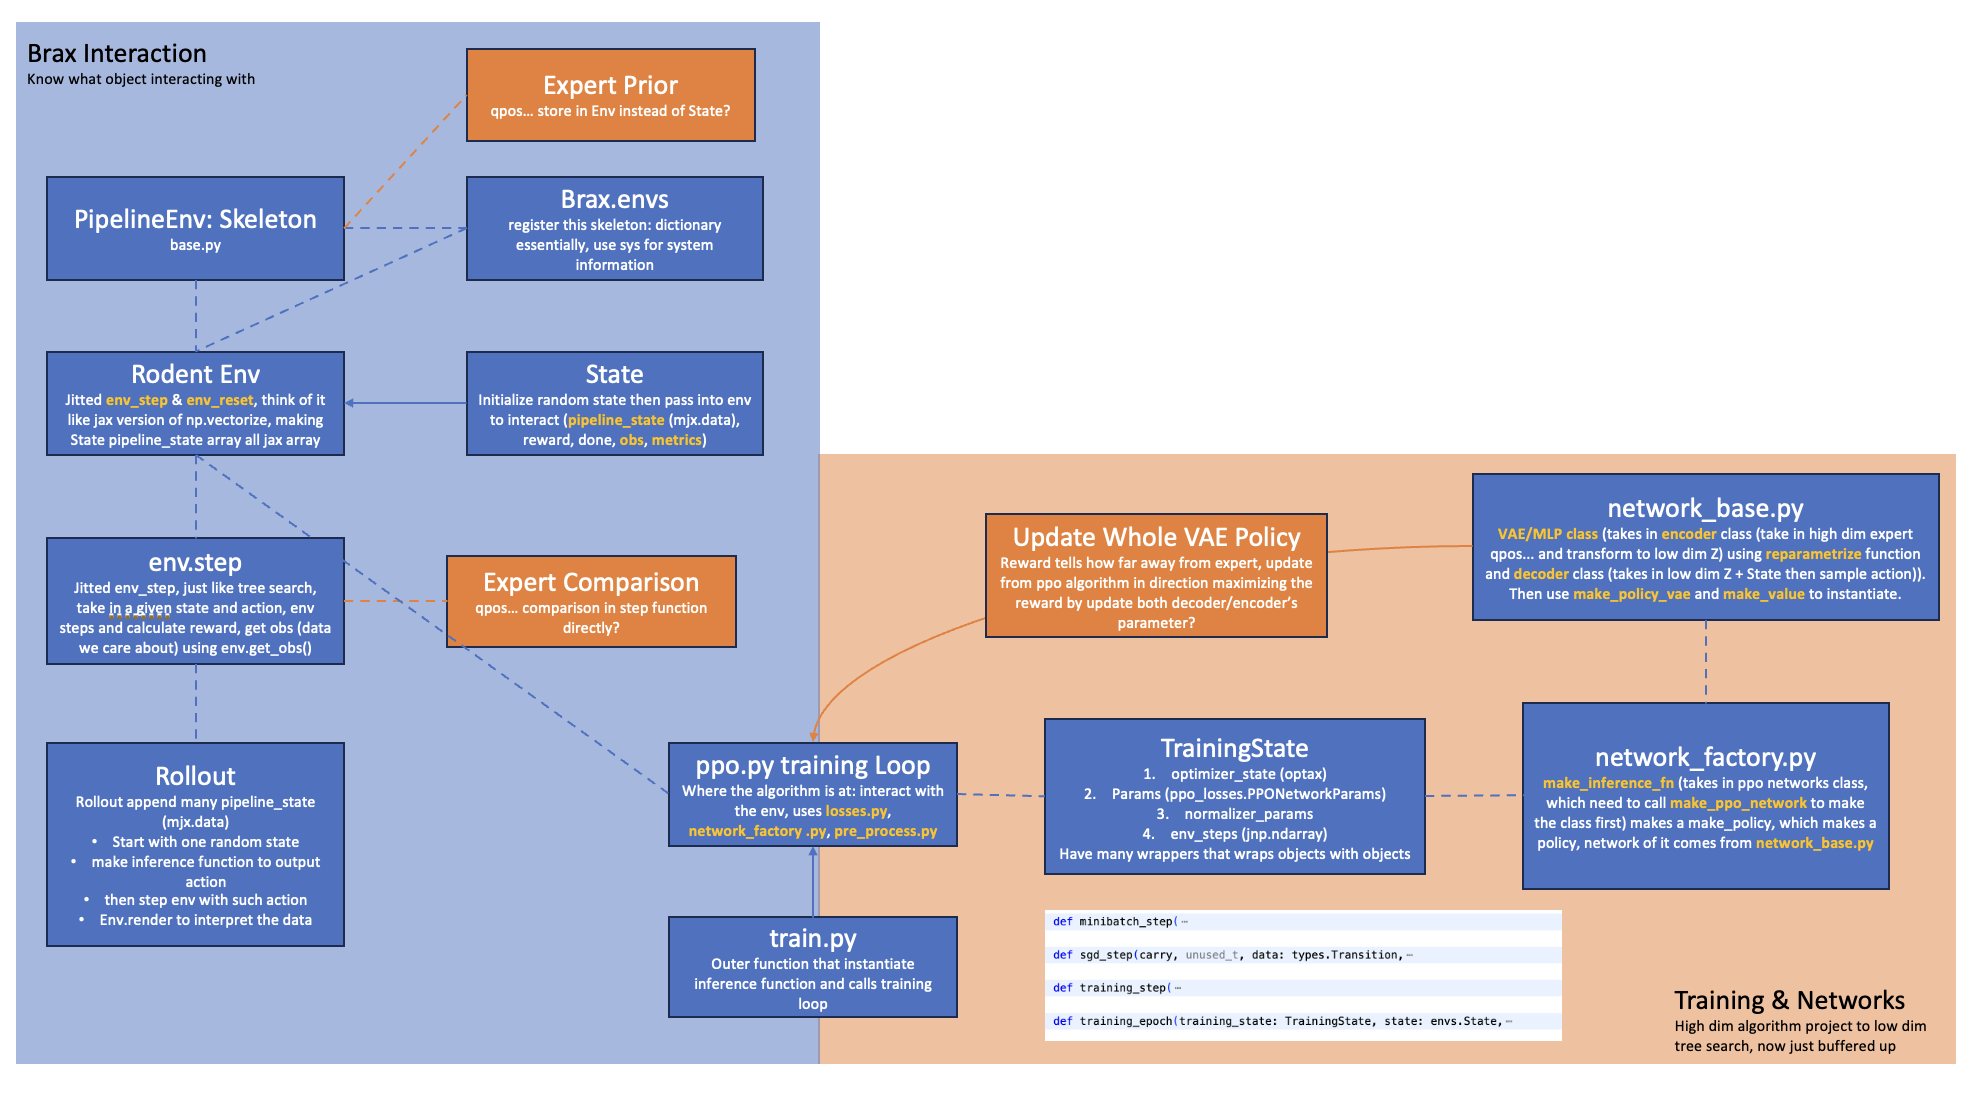 Brax Interaction
Know what object interacting with
Expert Prior
qpos... store in Env instead of State?
PipelineEnv: Skeleton
base.py
Brax.envs
register this skeleton: dictionary
essentially, use sys for system
information
Rodent Env
Jitted env_step & env_reset, think of it
like jax version of np.vectorize, making
State pipeline_state array all jax array
State
Initialize random state then pass into env
to interact (pipeline_state (mjx.data),
reward, done, obs, metrics)
env.step
Jitted env_step, just like tree search,
take in a given state and action, env
steps and calculate reward, get obs (data
we care about) using env.get_obs()
Expert Comparison
qpos... comparison in step function
directly?
Update Whole VAE Policy
Reward tells how far away from expert, update
from ppo algorithm in direction maximizing the
reward by update both decoder/encoder's
parameter?
network_base.py
VAE/MLP class (takes in encoder class (take in high dim expert
qpos... and transform to low dim Z) using reparametrize function
and decoder class (takes in low dim Z + State then sample action)).
Then use make_policy_vae and make_value to instantiate.
Rollout
Rollout append many pipeline_state
(mjx.data)
• Start with one random state
• make inference function to output
action
• then step env with such action
• Env.render to interpret the data
ppo.py training Loop
Where the algorithm is at: interact with
the env, uses losses.py,
network_factory .py, pre_process.py
TrainingState
1. optimizer_state (optax)
2. Params (ppo_losses.PPONetworkParams)
3. normalizer_params
4. env_steps (jnp.ndarray)
Have many wrappers that wraps objects with objects
network_factory.py
make_inference_fn (takes in ppo networks class,
which need to call make_ppo_network to make
the class first) makes a make_policy, which makes a
policy, network of it comes from network_base.py
train.py
Outer function that instantiate
inference function and calls training
loop
def minibatch_step(⋯
def sgd_step(carry, unused_t, data: types.Transition,⋯
def training_step(⋯
def training_epoch(training_state: TrainingState, state: envs.State,⋯
Training & Networks
High dim algorithm project to low dim
tree search, now just buffered up